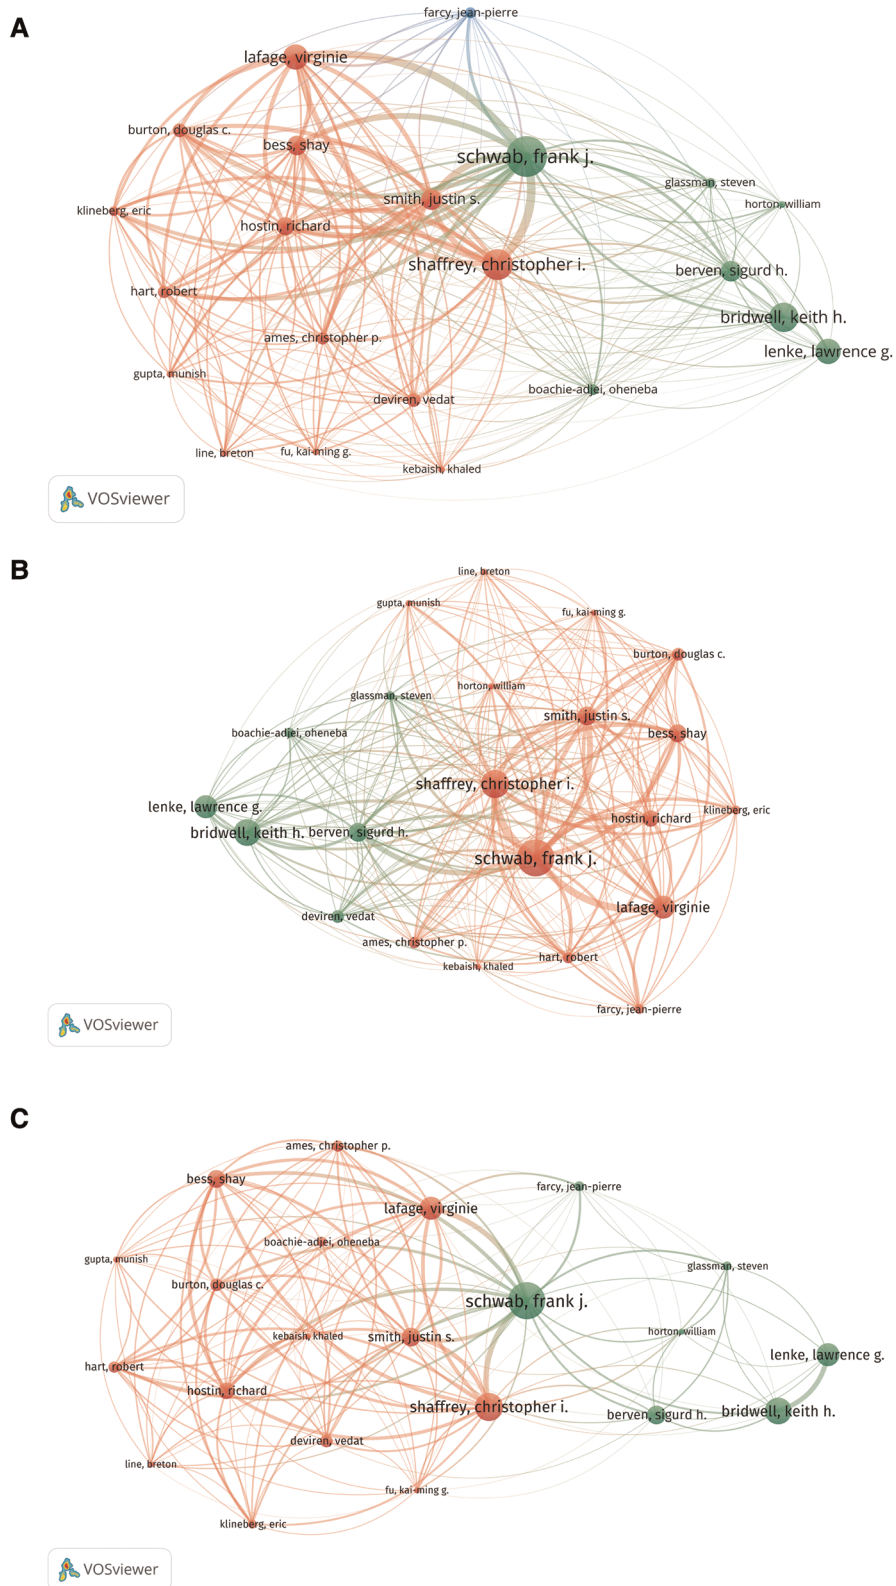 A
farcy, jean-pierre
lafage, virginie
burton, douglas c.
bess, shay
schwab, frank j.
glassman, steven
smith, justin s.
horton, william
klineberg, eric
hostin, richard
shaffrey, christopher i.
berven, sigurd h.
hart, robert
bridwell, keith h.
ames, christopher p.
lenke, lawrence g.
gupta, munish
boachie-adjei, oheneba
deviren, vedat
line, breton
fu, kai-ming g.
kebaish, khaled
VOSviewer
B
line, breton
gupta, munish
fu, kai-ming g.
burton, douglas c.
horton, william
glassman, steven
smith, justin s.
boachie-adjei, oheneba
bess, shay
shaffrey, christopher i.
lenke, lawrence g.
klineberg, eric
hostin, richard
bridwell, keith h.
berven, sigurd h.
schwab, frank j.
lafage, virginie
deviren, vedat
ames, christopher p.
hart, robert
kebaish, khaled
farcy, jean-pierre
VOSviewer
C
ames, christopher p.
bess, shay
farcy, jean-pierre
lafage, virginie
boachie-adjei, oheneba
gupta, munish
glassman, steven
burton, douglas c.
schwab, frank j.
horton, william
kebaish, khaled
smith, justin s.
lenke, lawrence g.
hart, robert
hostin, richard
shaffrey, christopher i.
berven, sigurd h.
bridwell, keith h.
deviren, vedat
line, breton
fu, kai-ming g.
klineberg, eric
VOSviewer